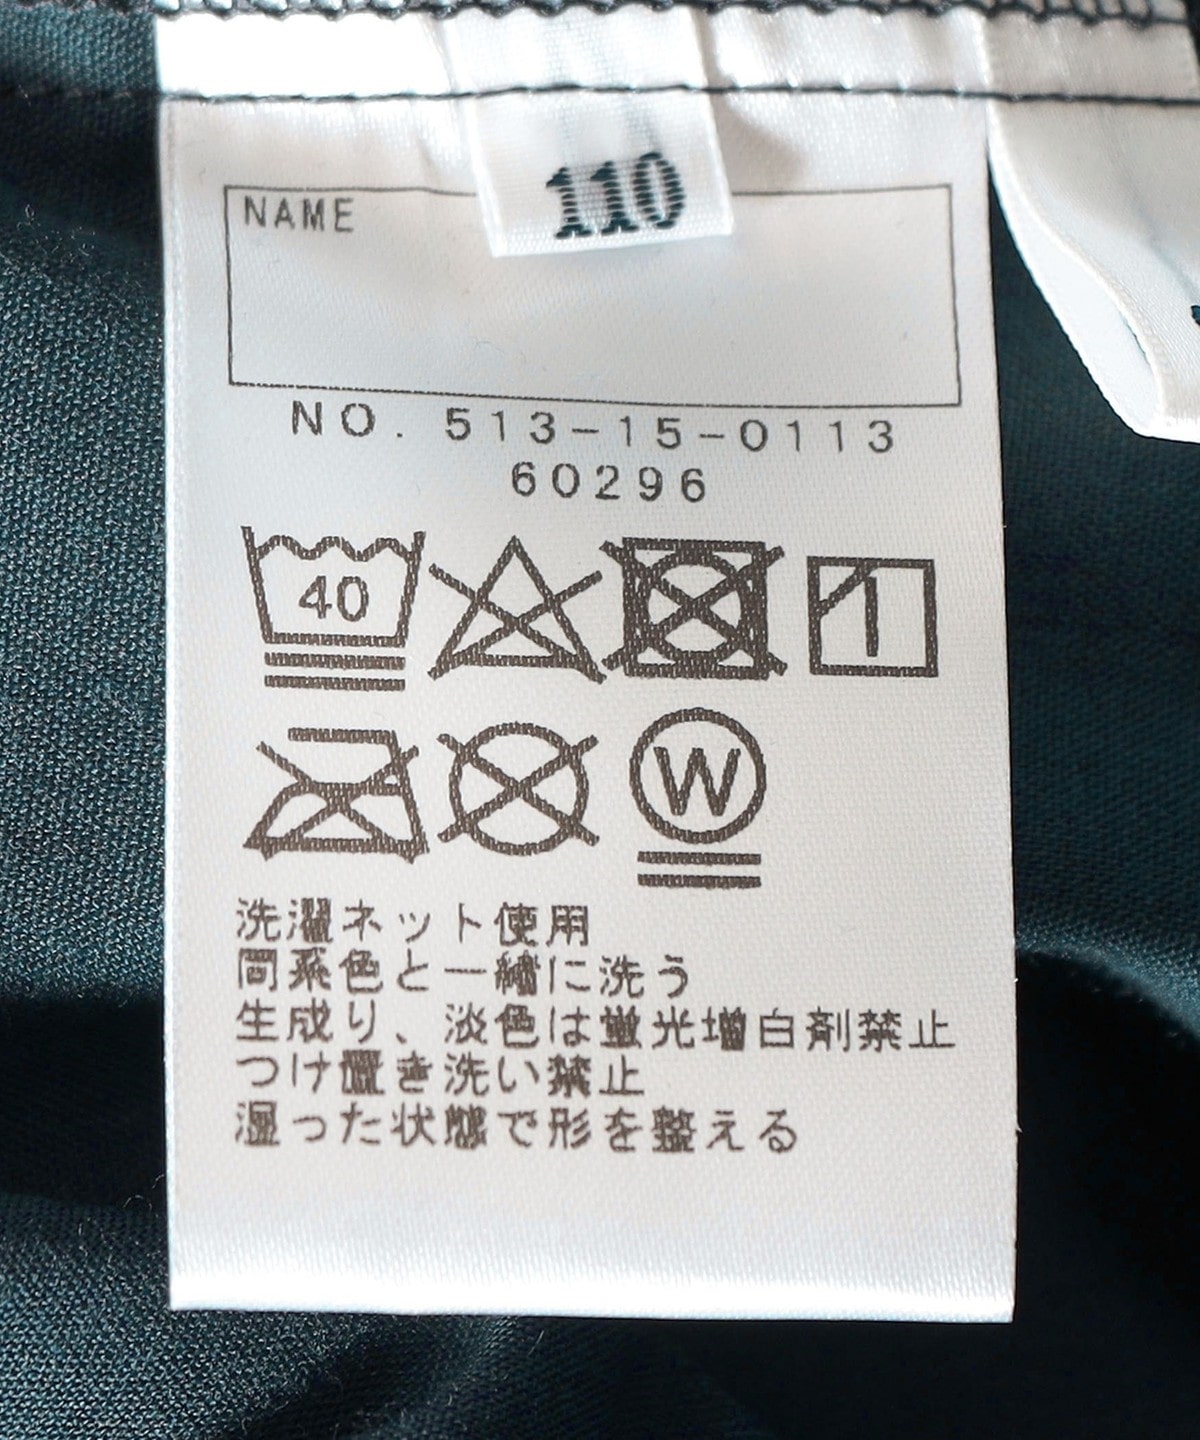 110
NAME
NO. 513-15-0113
60296
40
W
洗濯ネット使用
同系色と一緒に洗う
生成り、淡色は蛍光増白剤禁止
つけ置き洗い禁止
湿った状態で形を整える